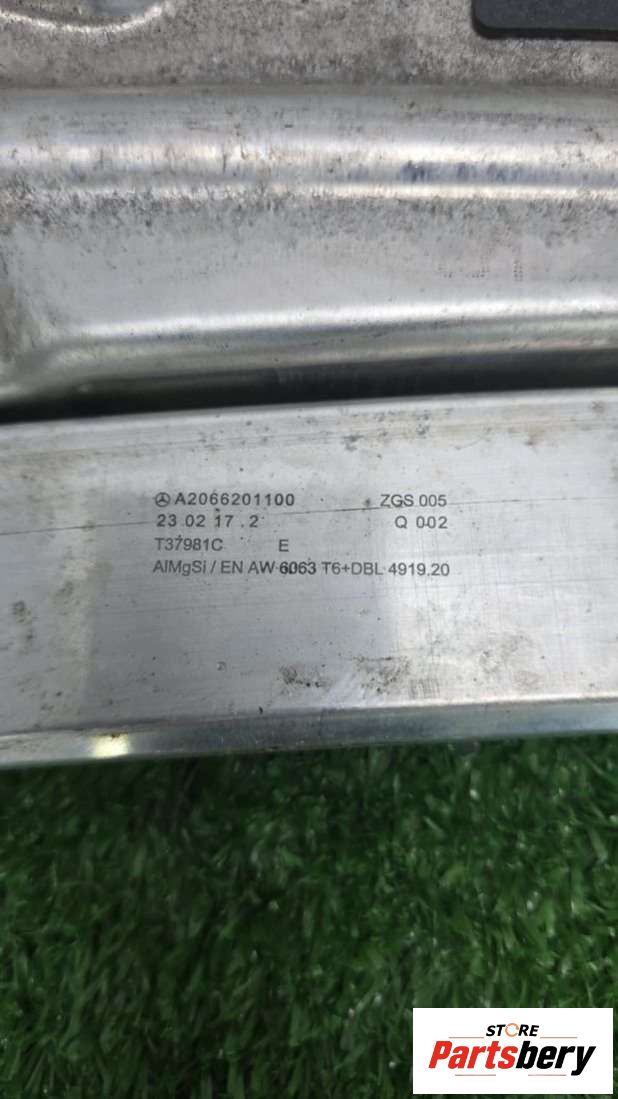 A2066201100 ZGS 005
23 02 17 . 2 Q 002
T37981C E
AlMgSi / EN AW 6063 T6+DBL 4919.20
STORE
Partsbery